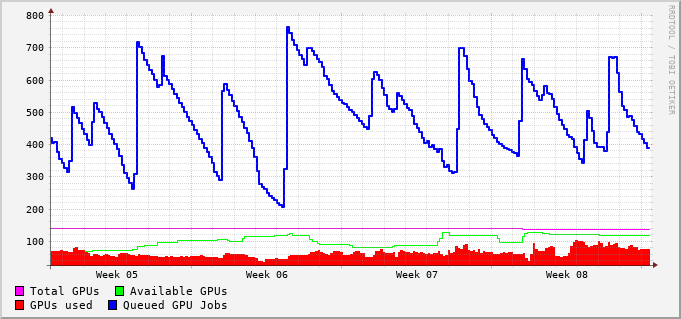 800
700
600
500
400
300
200
100
Week 05 Week 06 Week 07 Week 08
Total GPUs Available GPUs
GPUs used Queued GPU Jobs
RRDTOOL / TOBI OETIKER